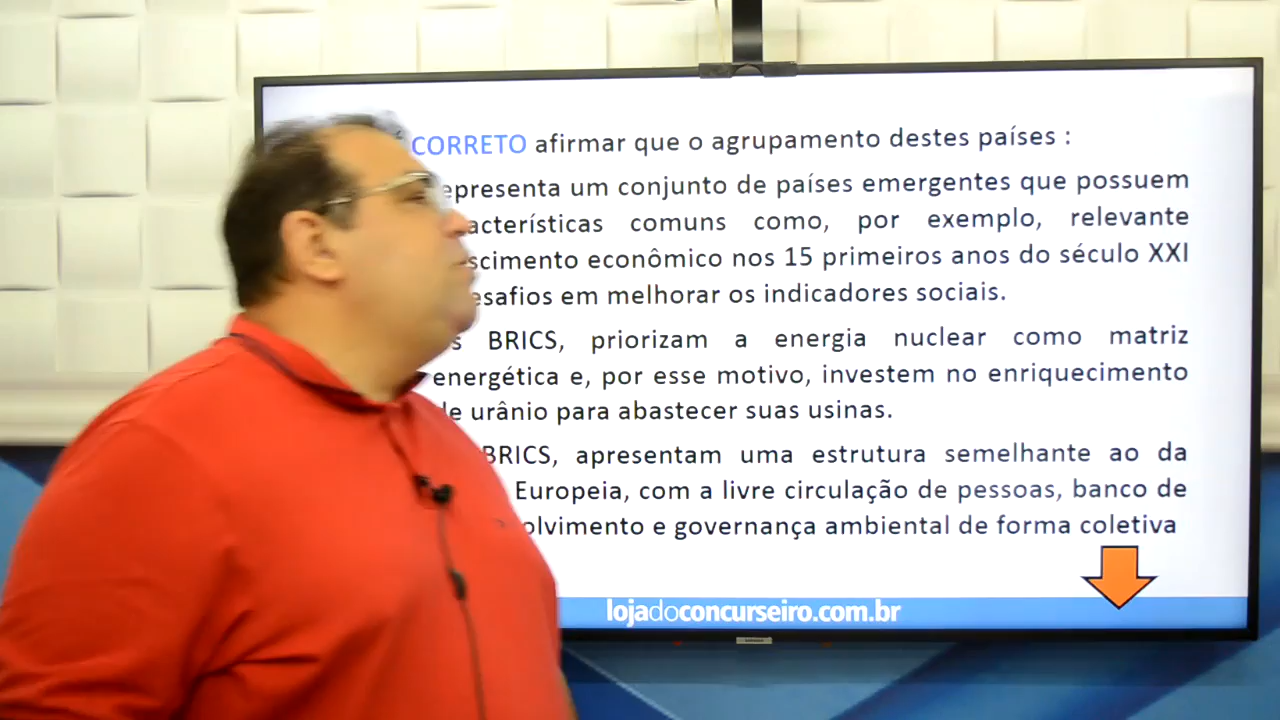 CORRETO afirmar que o agrupamento destes países :
epresenta um conjunto de países emergentes que possuem
acterísticas comuns como, por exemplo, relevante
scimento econômico nos 15 primeiros anos do século XXI
esafios em melhorar os indicadores sociais.
s BRICS, priorizam a energia nuclear como matriz
energética e, por esse motivo, investem no enriquecimento
de urânio para abastecer suas usinas.
BRICS, apresentam uma estrutura semelhante ao da
Europeia, com a livre circulação de pessoas, banco de
olvimento e governança ambiental de forma coletiva
lojadoconcurseiro.com.br